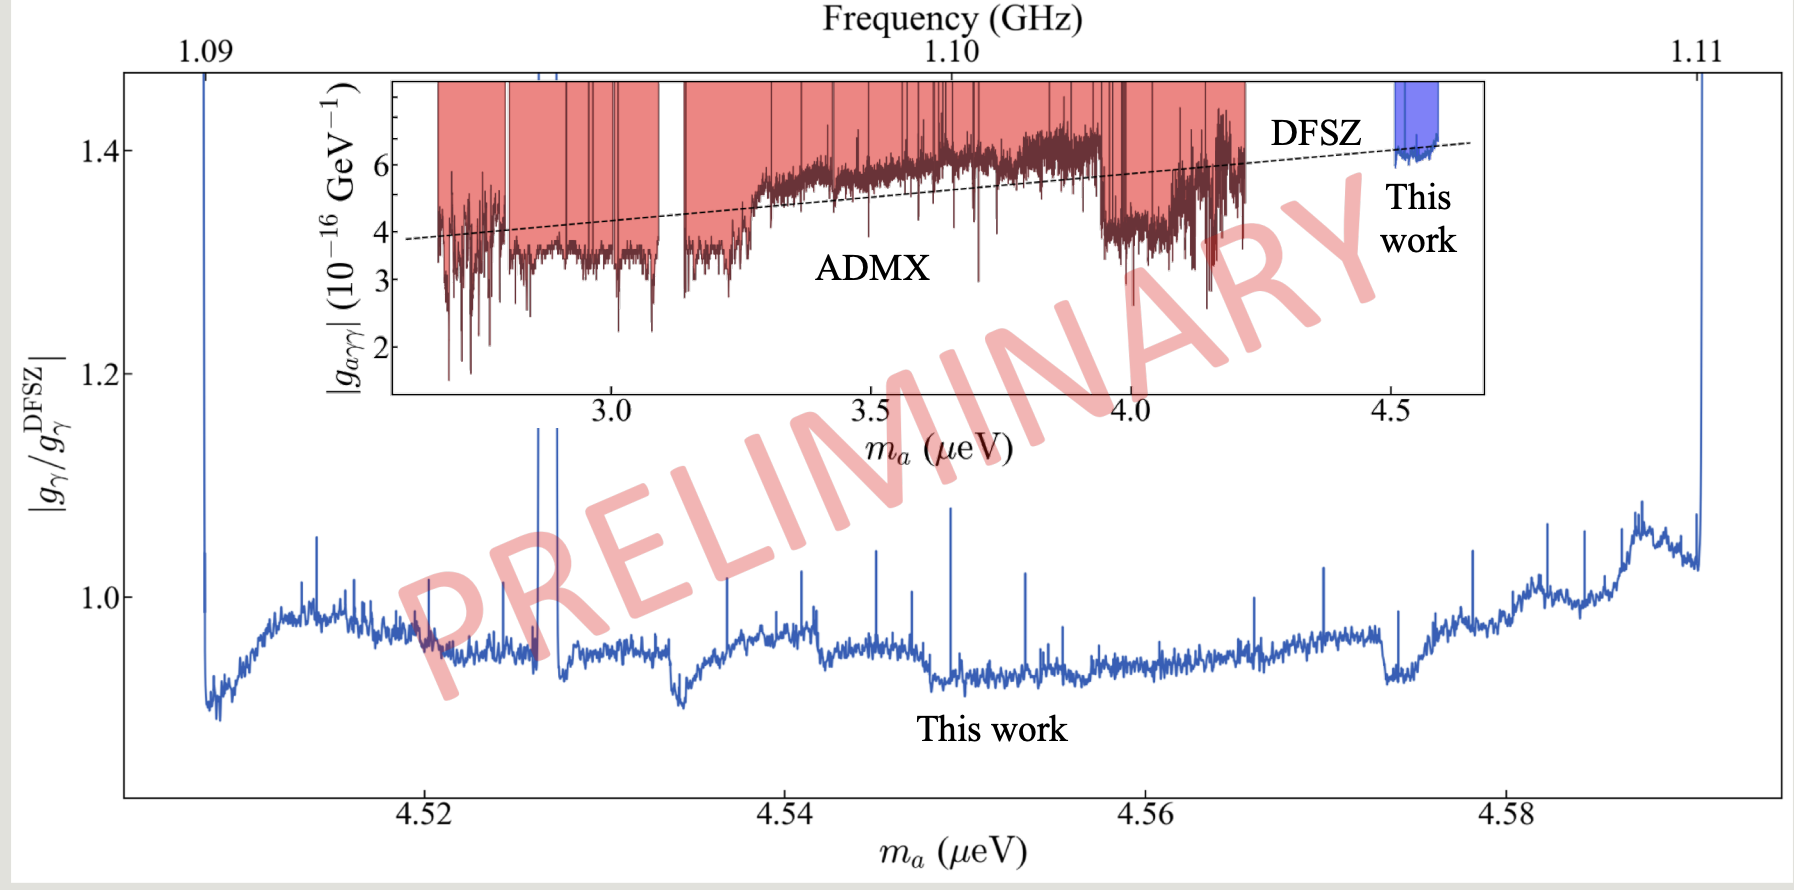 Frequency (GHz)
1.09 1.10 1.11
|g_γ/g_γ^DFSZ|
1.4
1.2
1.0
|g_aγγ| (10⁻¹⁶ GeV⁻¹)
6
4
3
2
DFSZ
This
work
ADMX
3.0 3.5 4.0 4.5
m_a (μeV)
PRELIMINARY
This work
4.52 4.54 4.56 4.58
m_a (μeV)